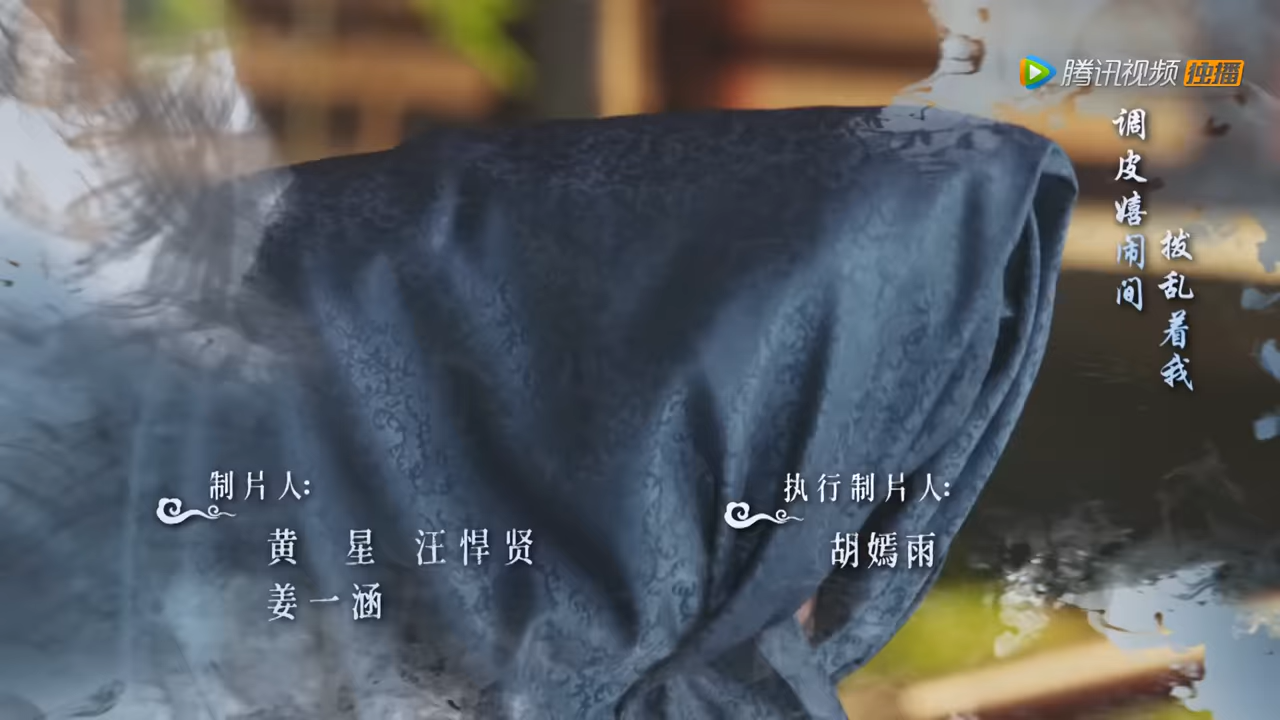 腾讯视频 独播
调皮嬉闹间
拨乱着我
制片人:
黄 星 汪悍贤
姜一涵
执行制片人:
胡嫣雨